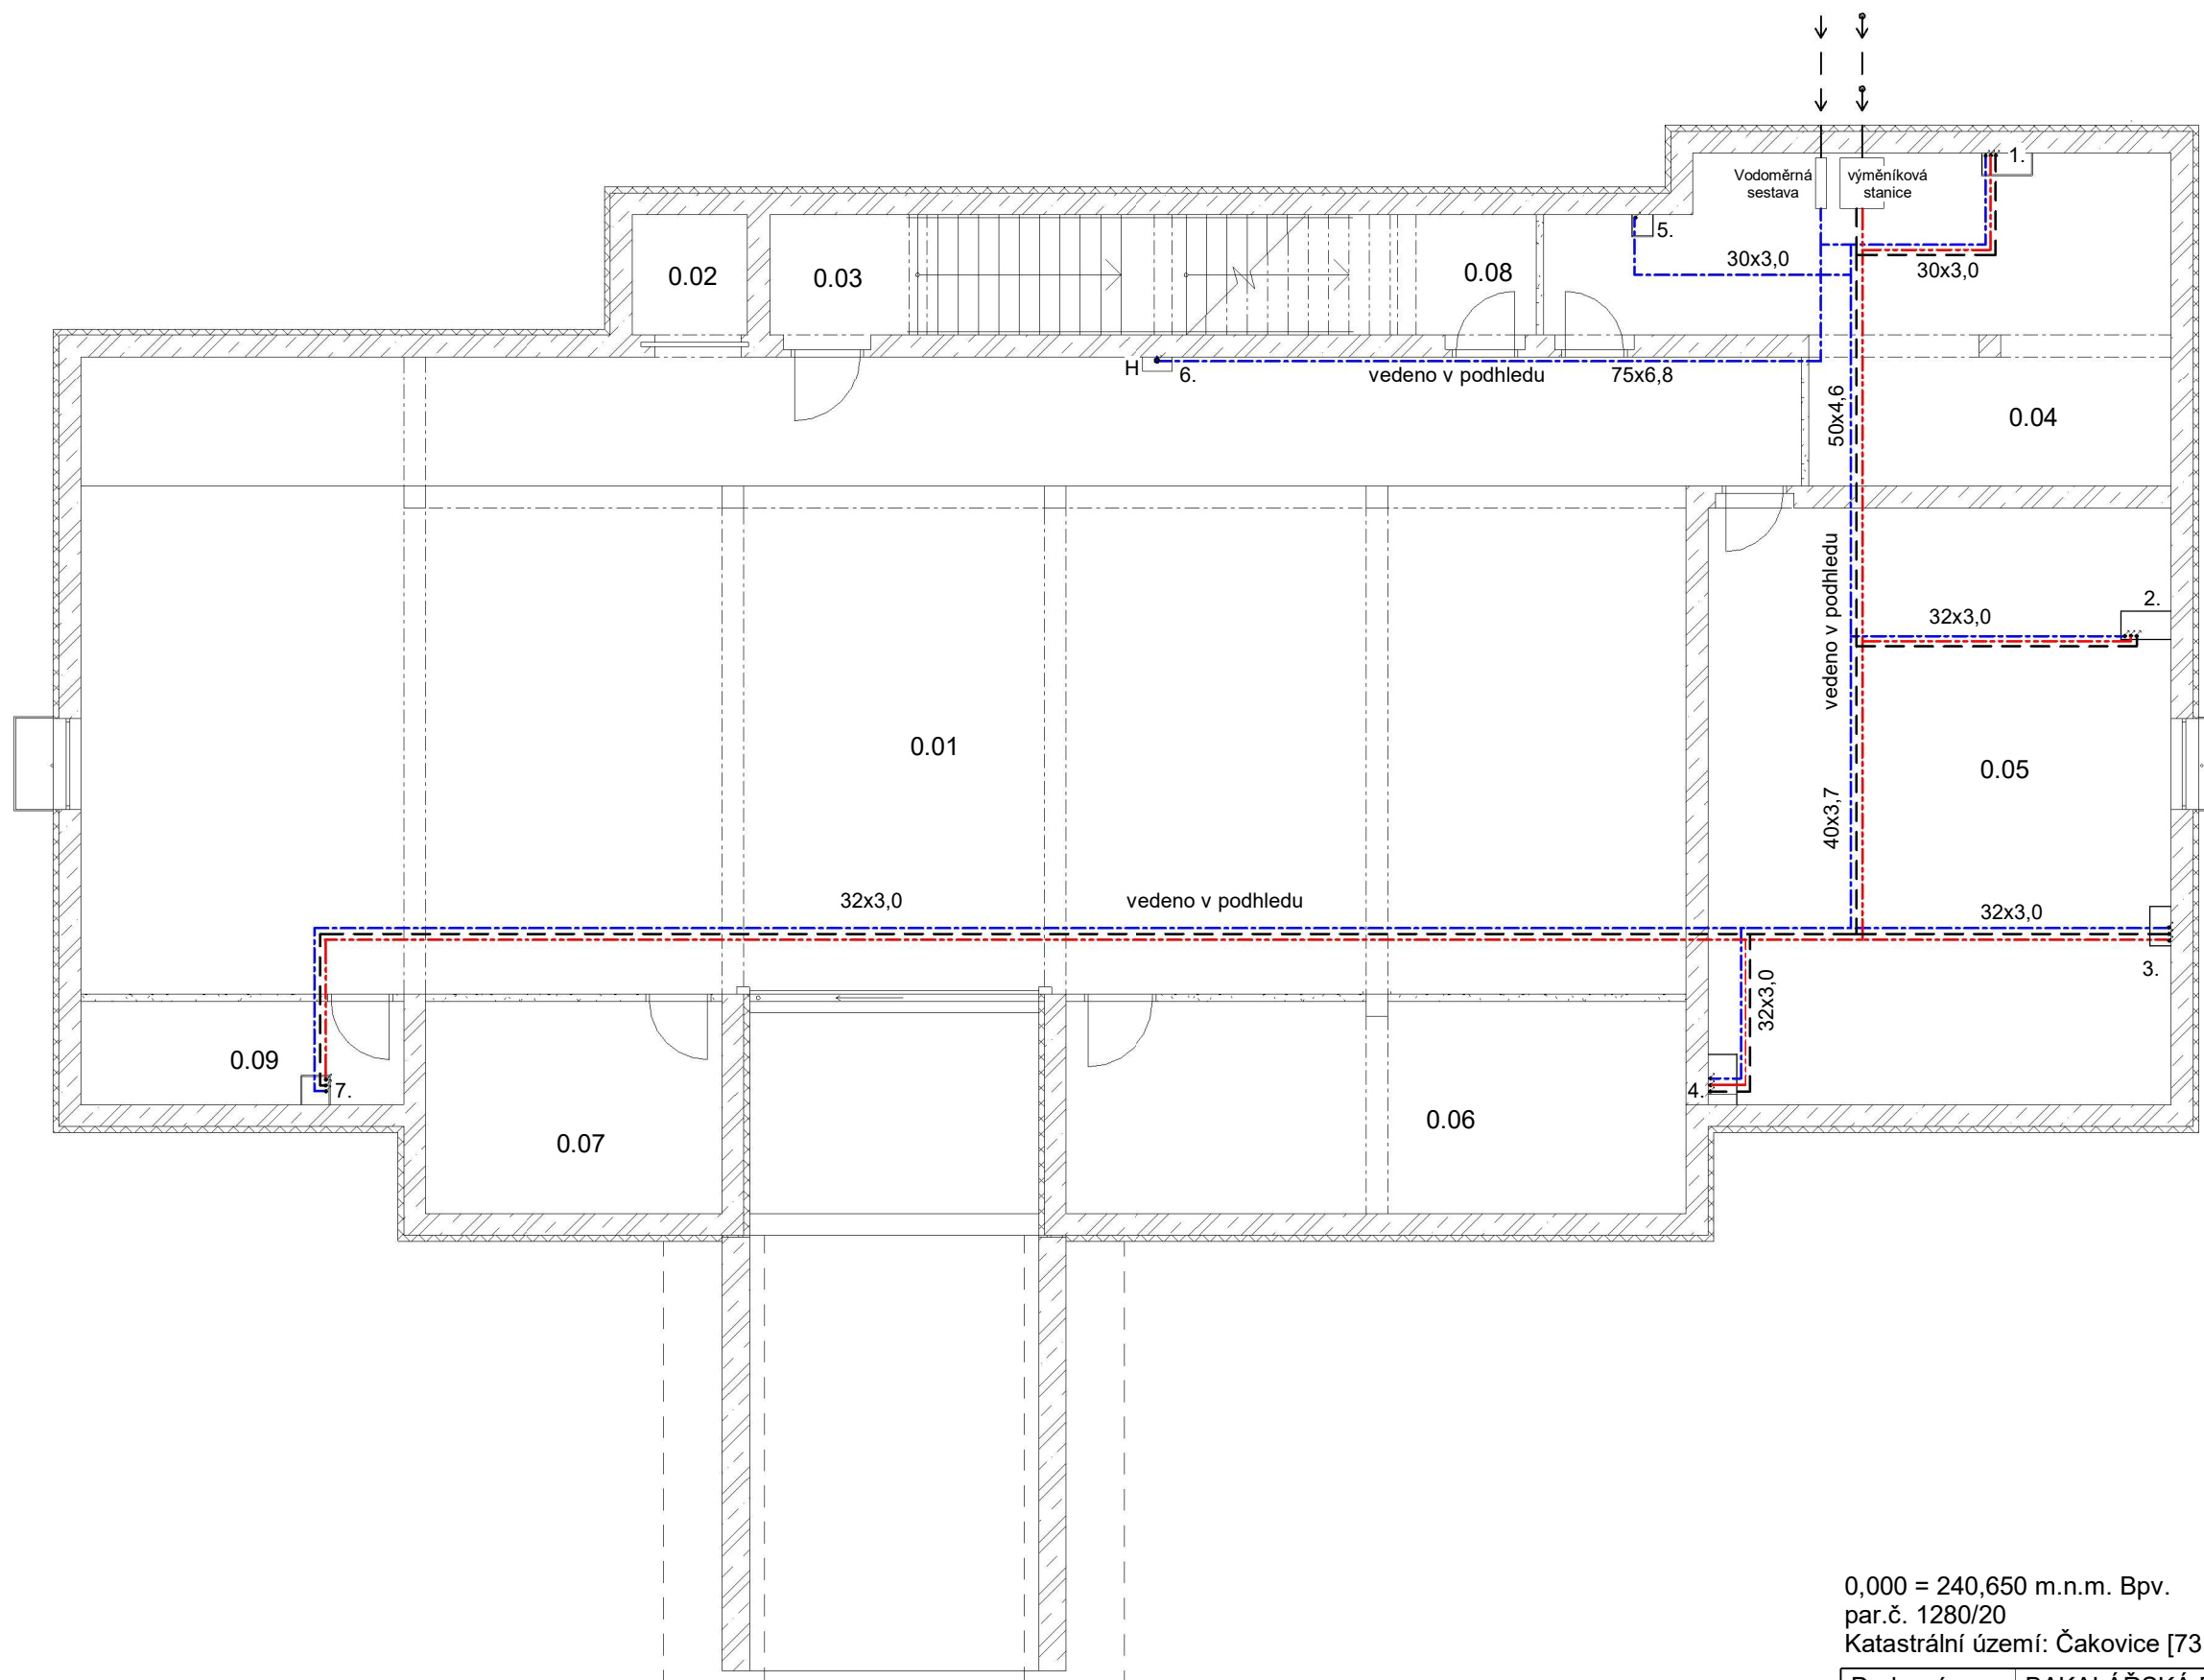 1.
Vodoměrná
sestava
výměníková
stanice
5.
0.02
0.03
0.08
30x3,0
30x3,0
H
6.
vedeno v podhledu
75x6,8
50x4,6
0.04
vedeno v podhledu
2.
32x3,0
0.01
0.05
40x3,7
32x3,0
vedeno v podhledu
32x3,0
3.
32x3,0
0.09
7.
4.
0.07
0.06
0,000 = 240,650 m.n.m. Bpv.
par.č. 1280/20
Katastrální území: Čakovice [73